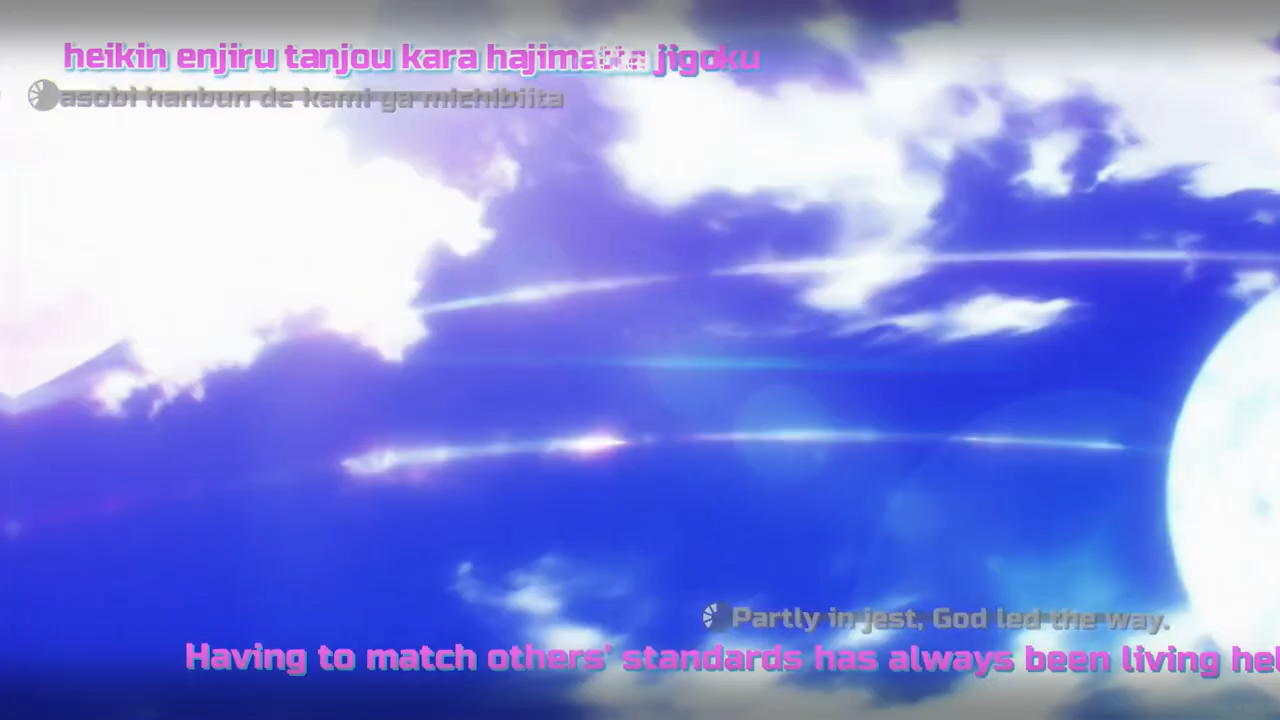 heikin enjiru tanjou kara hajimatta jigoku
asobi hanbun de kami ga michibiita
Partly in jest, God led the way.
Having to match others' standards has always been living hel